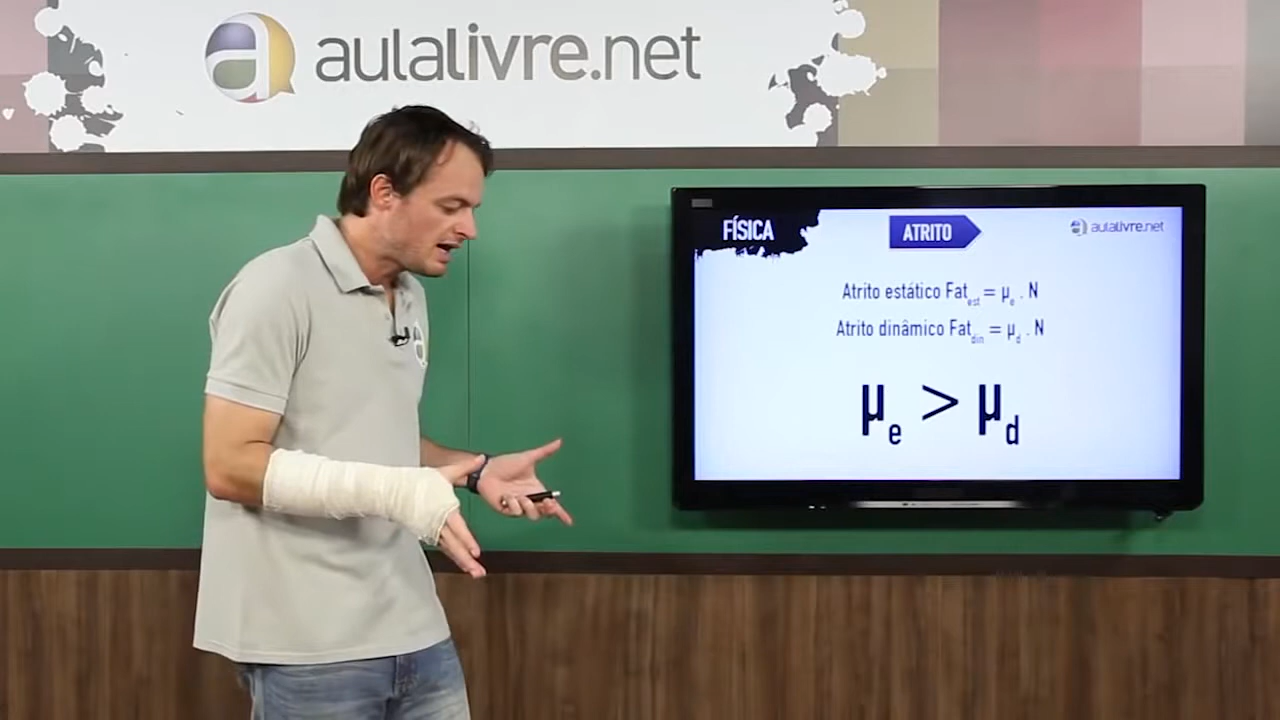 aulalivre.net
FÍSICA
ATRITO
aulalivre.net
Atrito estático Fatest = μe . N
Atrito dinâmico Fatdin = μd . N
μe > μd